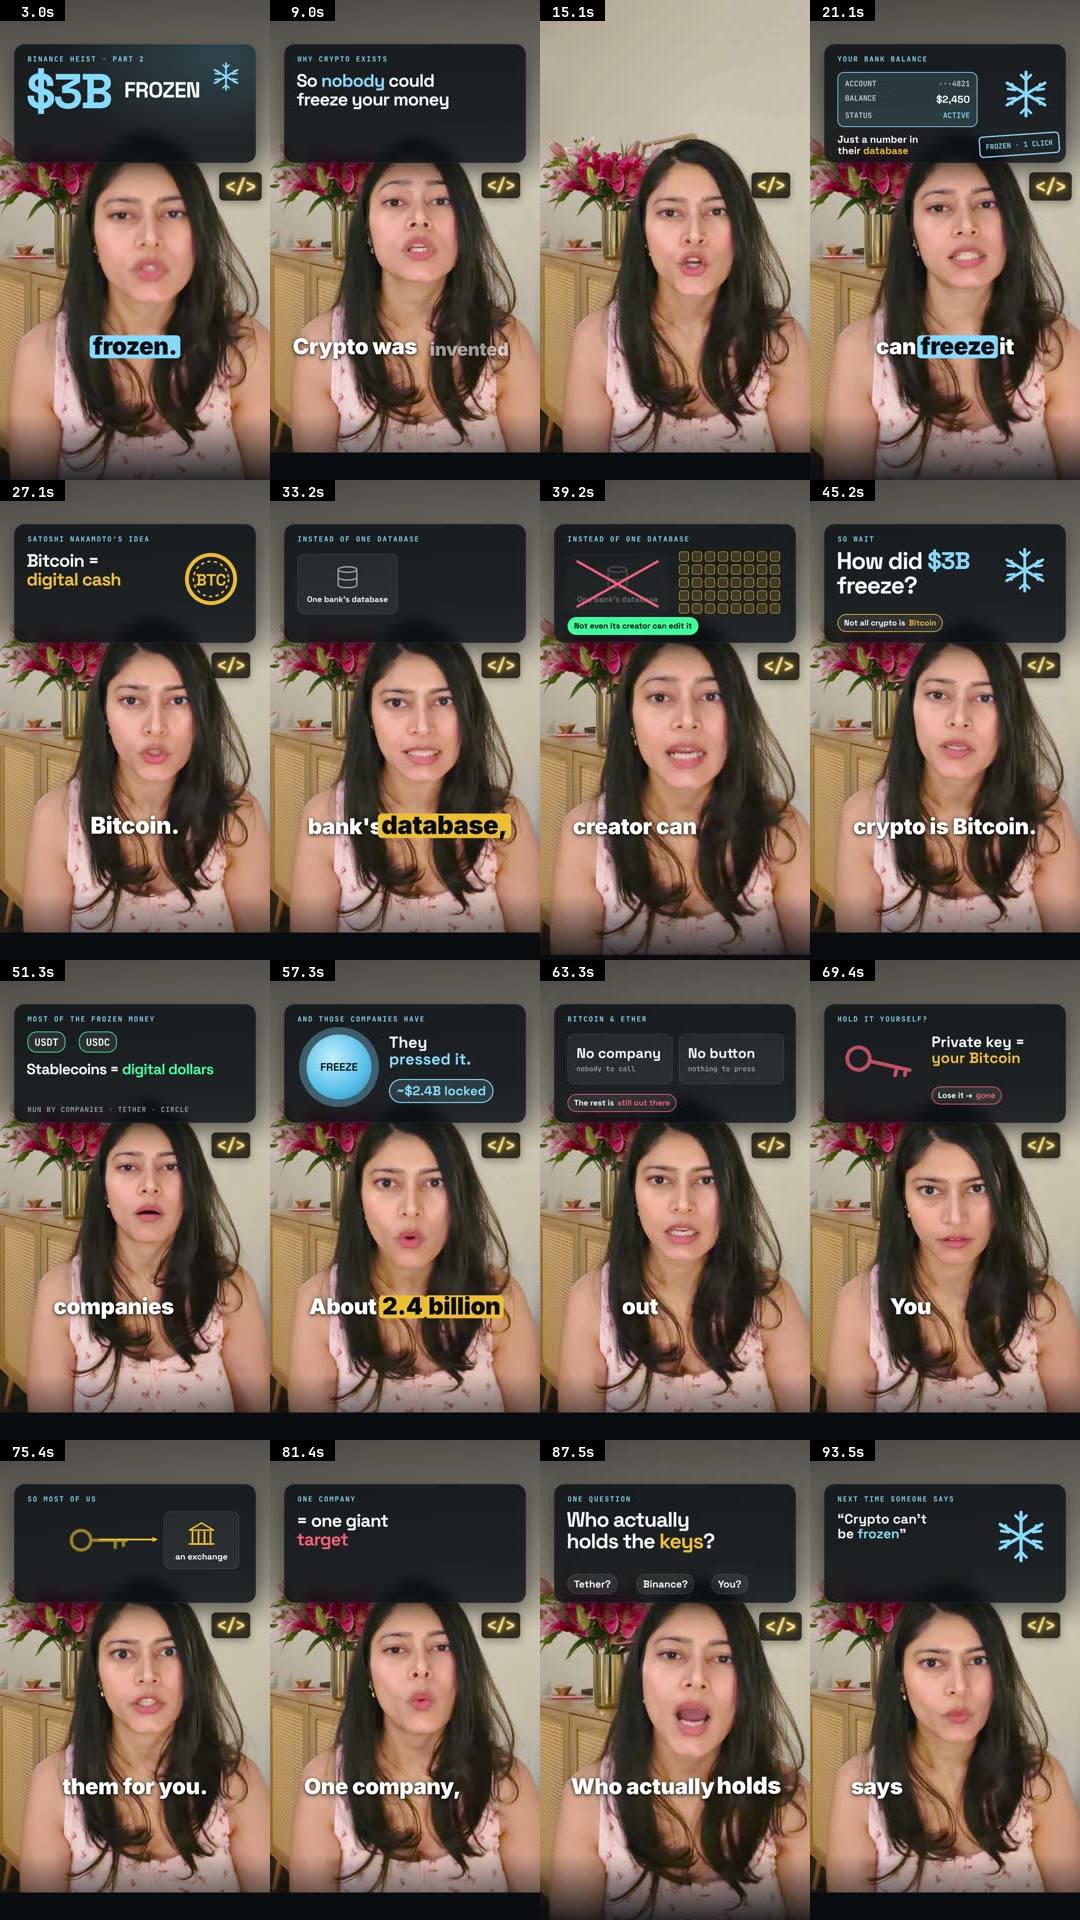 3.0s
BINANCE HEIST · PART 2
$3B FROZEN
</>
frozen.
9.0s
WHY CRYPTO EXISTS
So nobody could
freeze your money
</>
Crypto was invented
15.1s
</>
21.1s
YOUR BANK BALANCE
ACCOUNT ···4821
BALANCE $2,450
STATUS ACTIVE
Just a number in
their database
FROZEN · 1 CLICK
</>
can freeze it
27.1s
SATOSHI NAKAMOTO'S IDEA
Bitcoin =
digital cash
BTC
</>
Bitcoin.
33.2s
INSTEAD OF ONE DATABASE
One bank's database
</>
bank's database,
39.2s
INSTEAD OF ONE DATABASE
One bank's database
Not even its creator can edit it
</>
creator can
45.2s
SO WAIT
How did $3B
freeze?
Not all crypto is Bitcoin
</>
crypto is Bitcoin.
51.3s
MOST OF THE FROZEN MONEY
USDT USDC
Stablecoins = digital dollars
RUN BY COMPANIES · TETHER · CIRCLE
</>
companies
57.3s
AND THOSE COMPANIES HAVE
FREEZE
They
pressed it.
~$2.4B locked
</>
About 2.4 billion
63.3s
BITCOIN & ETHER
No company
nobody to call
No button
nothing to press
The rest is still out there
</>
out
69.4s
HOLD IT YOURSELF?
Private key =
your Bitcoin
Lose it → gone
</>
You
75.4s
SO MOST OF US
an exchange
</>
them for you.
81.4s
ONE COMPANY
= one giant
target
</>
One company,
87.5s
ONE QUESTION
Who actually
holds the keys?
Tether? Binance? You?
</>
Who actually holds
93.5s
NEXT TIME SOMEONE SAYS
“Crypto can't
be frozen”
</>
says